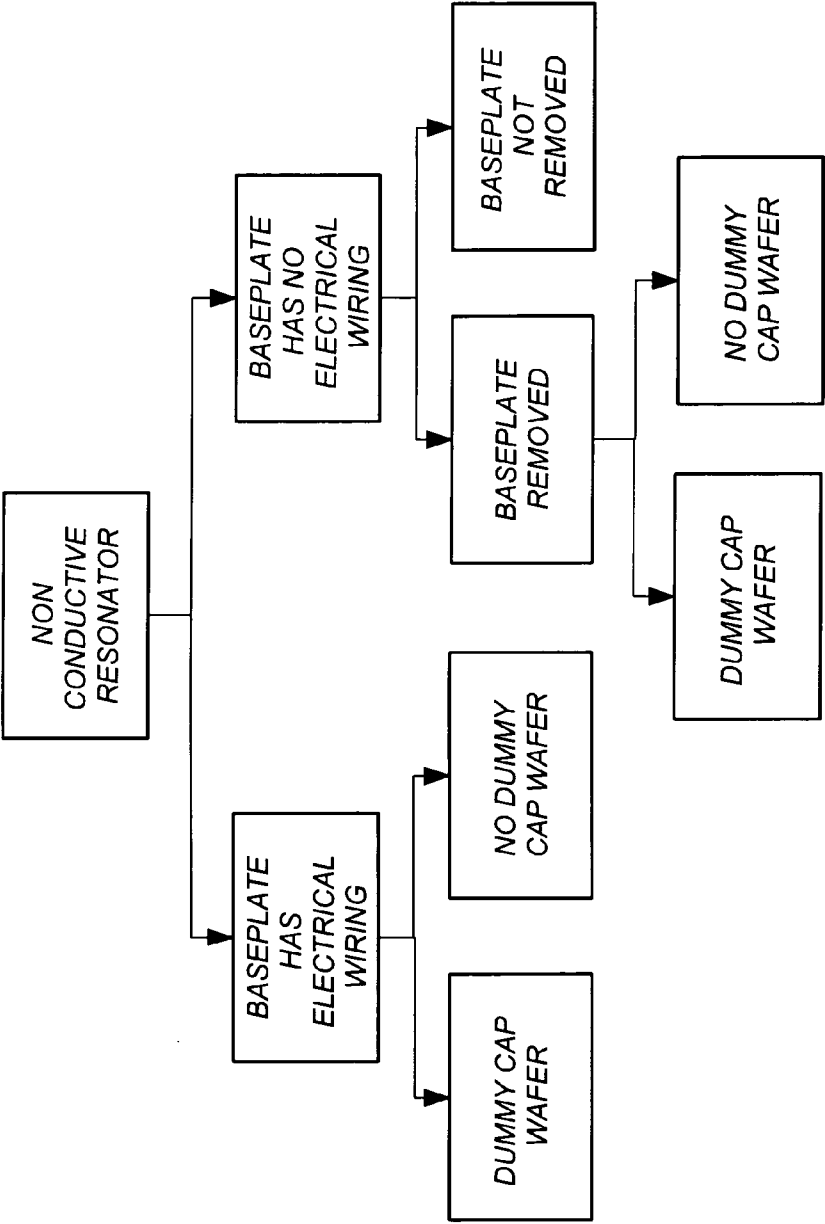 NON
CONDUCTIVE
RESONATOR
BASEPLATE
HAS
ELECTRICAL
WIRING
BASEPLATE
HAS NO
ELECTRICAL
WIRING
DUMMY CAP
WAFER
NO DUMMY
CAP WAFER
BASEPLATE
REMOVED
BASEPLATE
NOT
REMOVED
DUMMY CAP
WAFER
NO DUMMY
CAP WAFER